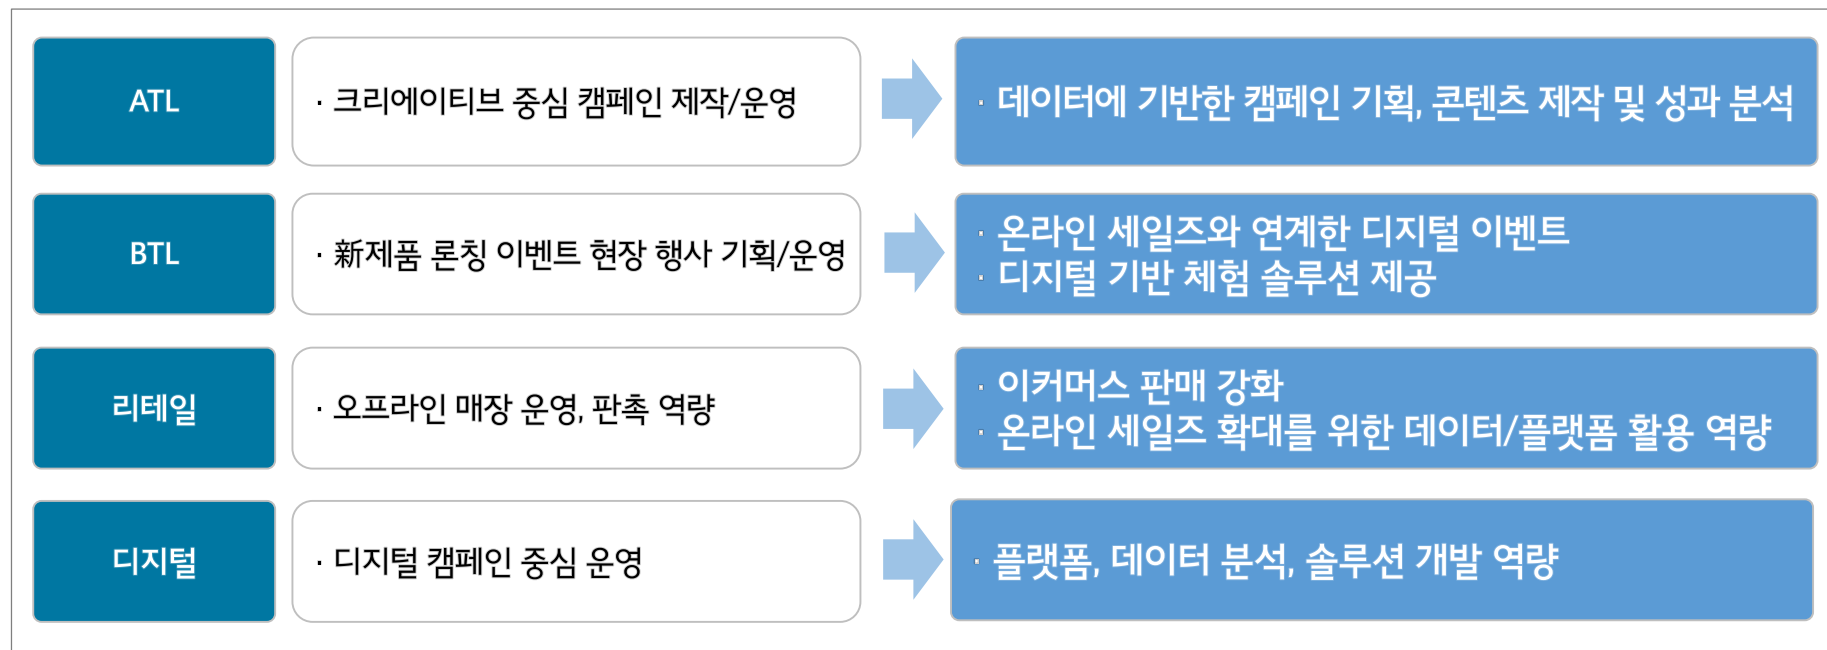 ATL
· 크리에이티브 중심 캠페인 제작/운영
· 데이터에 기반한 캠페인 기획, 콘텐츠 제작 및 성과 분석
BTL
· 新제품 론칭 이벤트 현장 행사 기획/운영
· 온라인 세일즈와 연계한 디지털 이벤트
· 디지털 기반 체험 솔루션 제공
리테일
· 오프라인 매장 운영, 판촉 역량
· 이커머스 판매 강화
· 온라인 세일즈 확대를 위한 데이터/플랫폼 활용 역량
디지털
· 디지털 캠페인 중심 운영
· 플랫폼, 데이터 분석, 솔루션 개발 역량